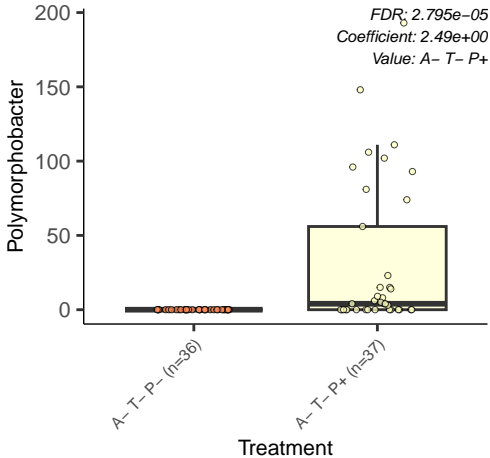 FDR: 2.795e−05
Coefficient: 2.49e+00
Value: A− T− P+
200
150
100
50
0
Polymorphobacter
A− T− P− (n=36)
A− T− P+ (n=37)
Treatment